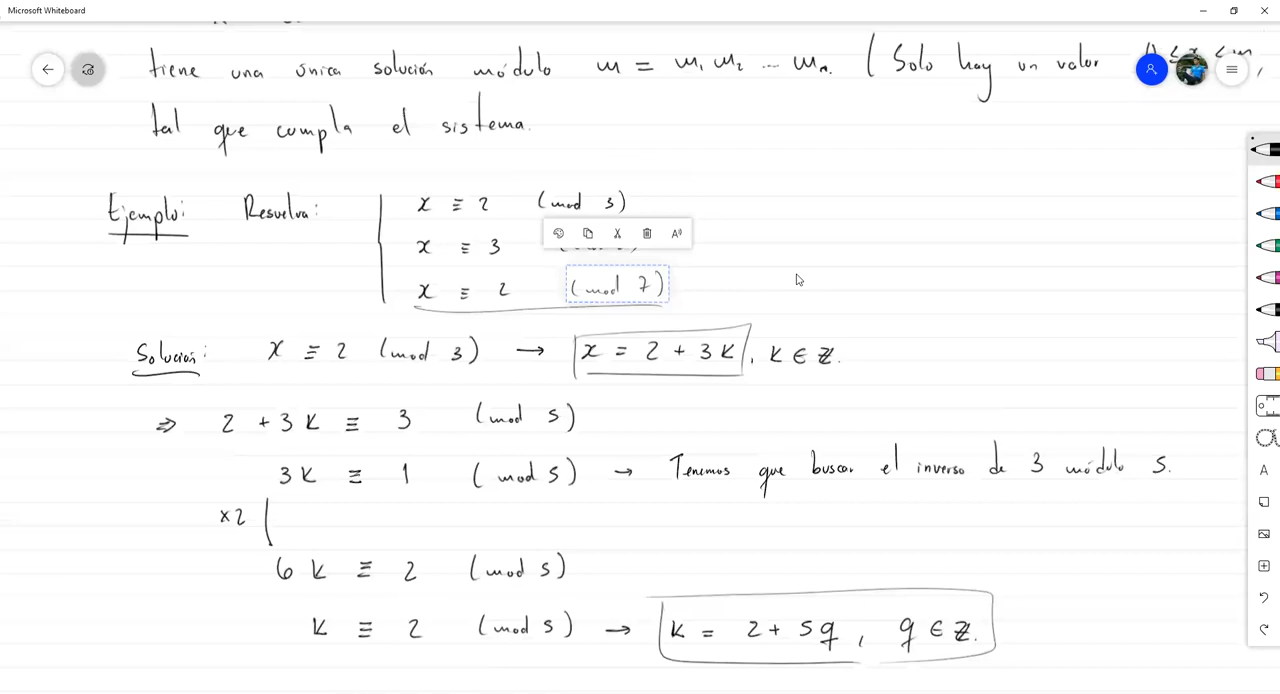 Microsoft Whiteboard
tiene una única solución módulo m = m₁ m₂ ... mₙ. (Solo hay un valor
tal que cumpla el sistema.
Ejemplo: Resuelva: x ≡ 2 (mod 3)
x ≡ 3
x ≡ 2 (mod 7)
Solución: x ≡ 2 (mod 3) → x = 2 + 3k, k ∈ ℤ.
⇒ 2 + 3k ≡ 3 (mod 5)
3k ≡ 1 (mod 5) → Tenemos que buscar el inverso de 3 módulo 5.
×2
6k ≡ 2 (mod 5)
k ≡ 2 (mod 5) → k = 2 + 5q, q ∈ ℤ.